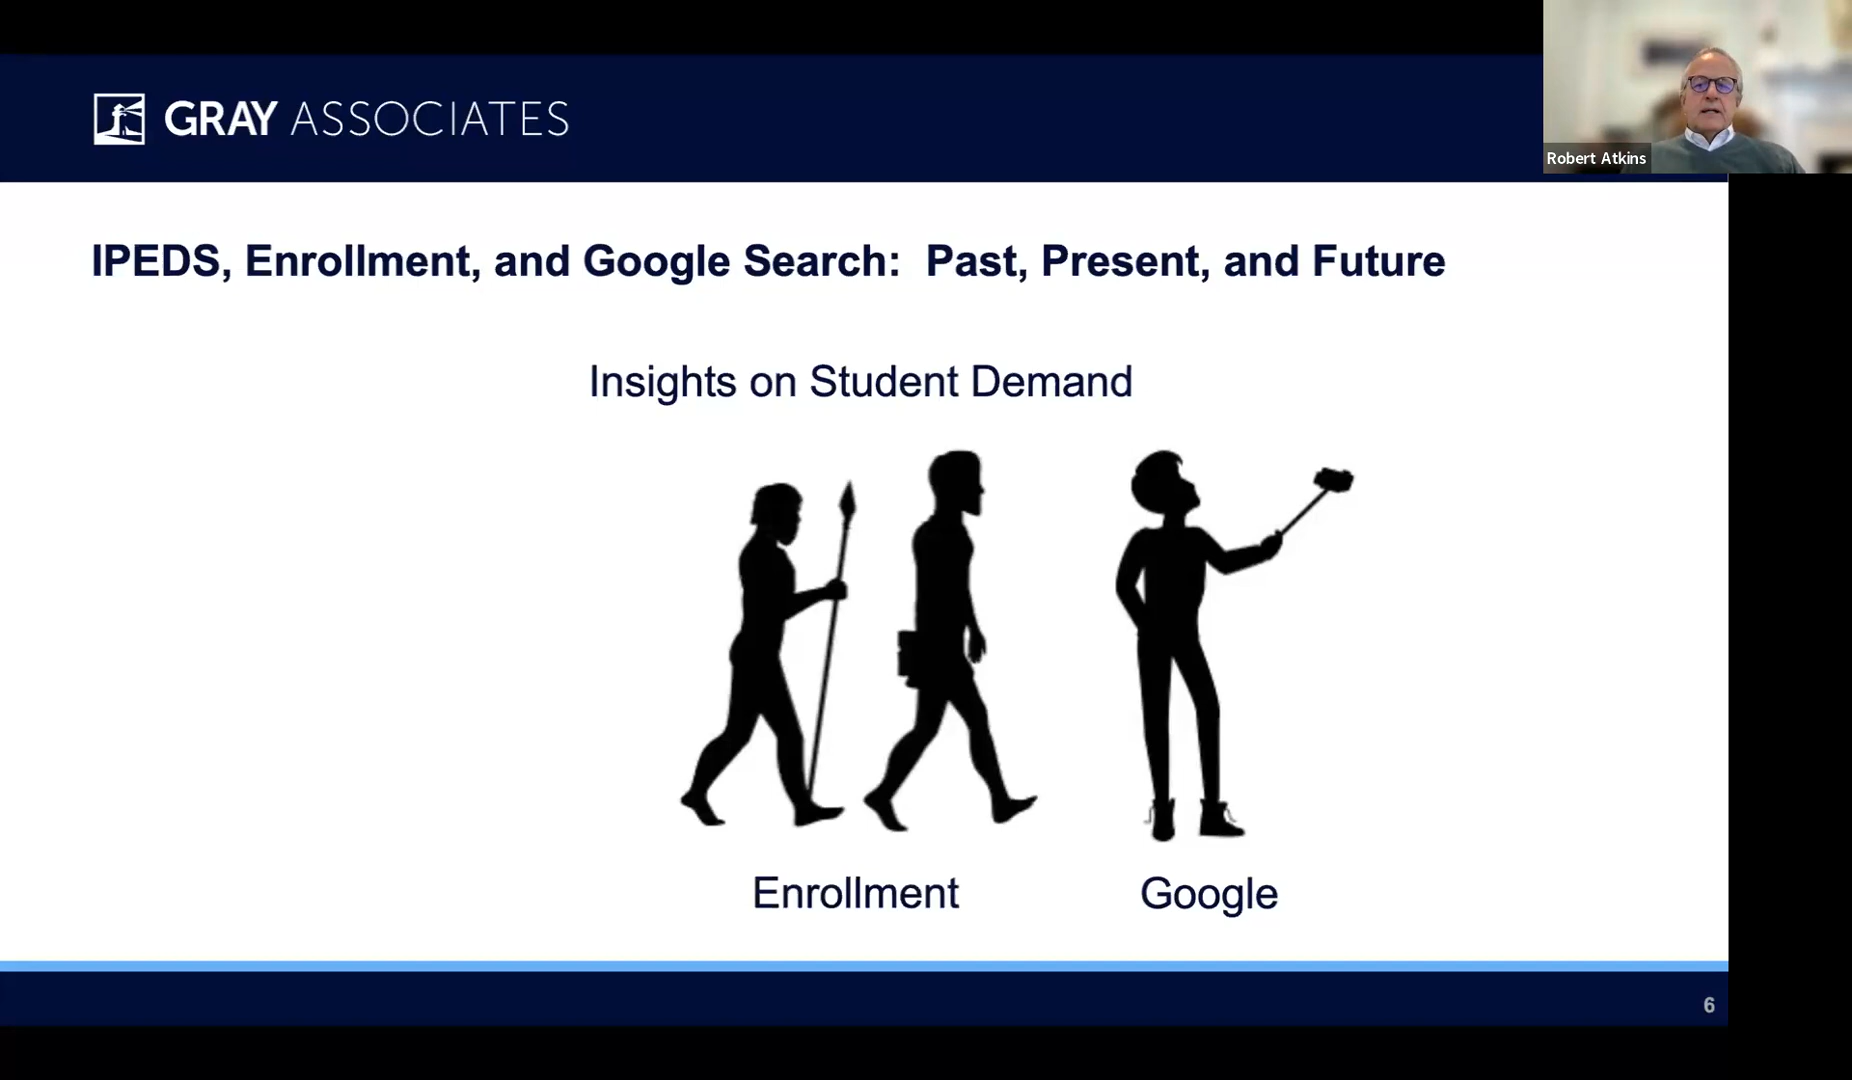 GRAY ASSOCIATES
Robert Atkins
IPEDS, Enrollment, and Google Search: Past, Present, and Future
Insights on Student Demand
Enrollment
Google
6